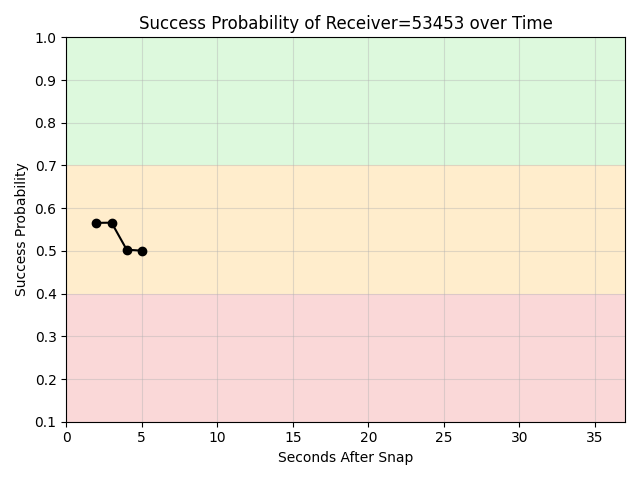 Success Probability of Receiver=53453 over Time
1.0
0.9
0.8
0.7
0.6
0.5
0.4
0.3
0.2
0.1
Success Probability
0 5 10 15 20 25 30 35
Seconds After Snap